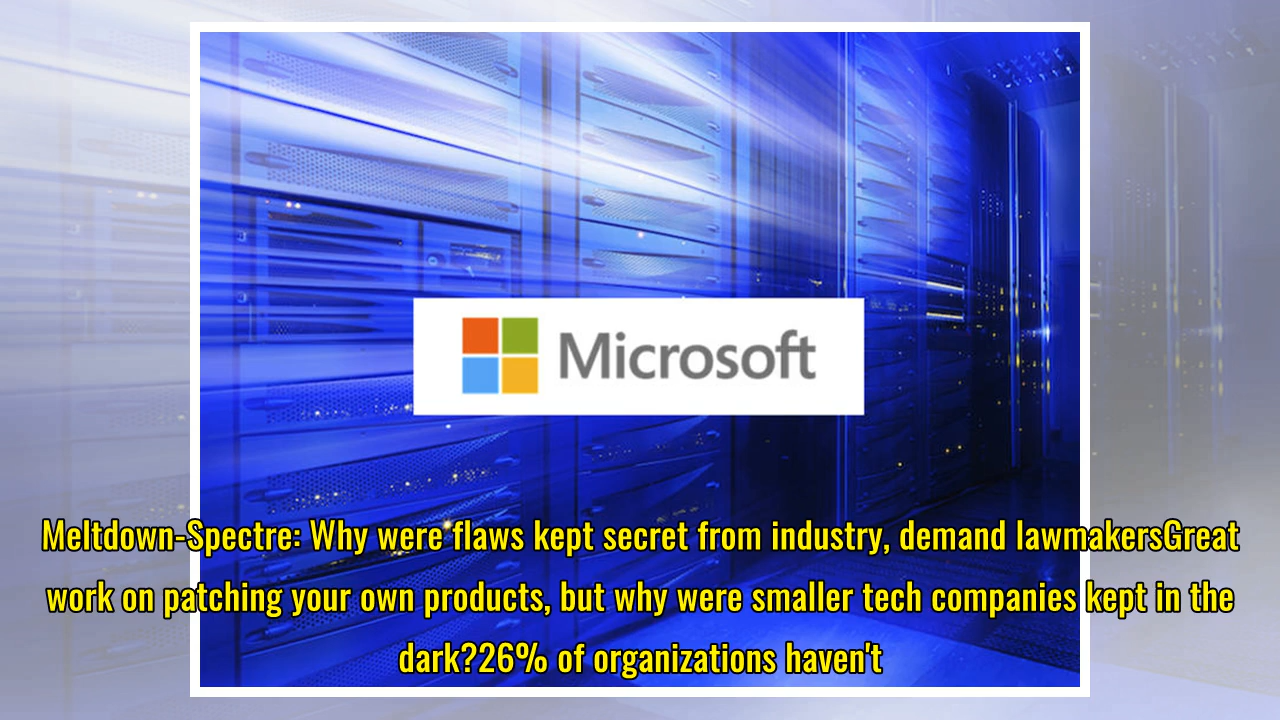 Microsoft
Meltdown-Spectre: Why were flaws kept secret from industry, demand lawmakersGreat
work on patching your own products, but why were smaller tech companies kept in the
dark?26% of organizations haven't